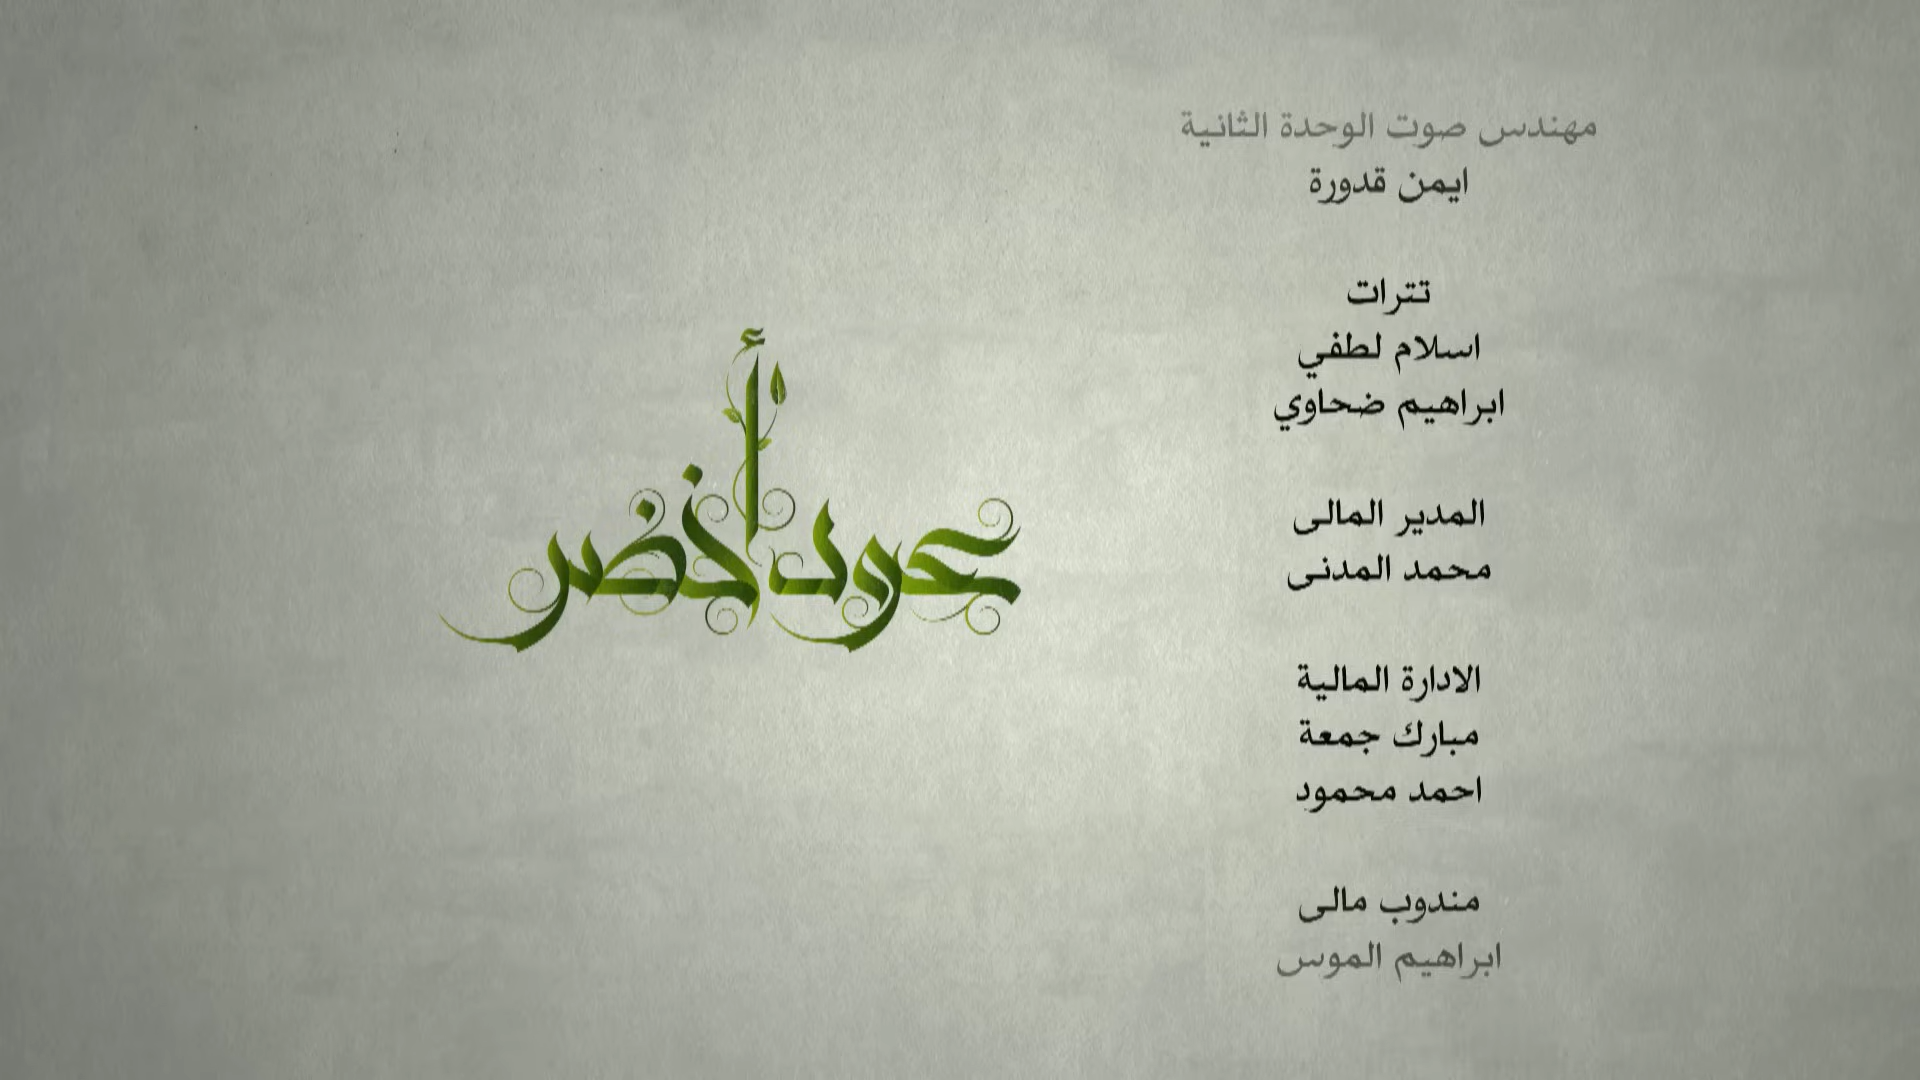 عود أخضر
مهندس صوت الوحدة الثانية
ايمن قدورة
تترات
اسلام لطفي
ابراهيم ضحاوي
المدير المالى
محمد المدنى
الادارة المالية
مبارك جمعة
احمد محمود
مندوب مالى
ابراهيم الموس